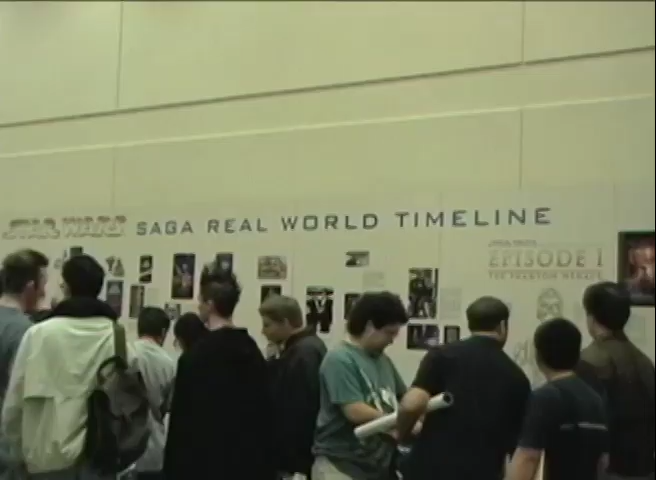 STAR WARS SAGA REAL WORLD TIMELINE
STAR WARS
EPISODE I
THE PHANTOM MENACE